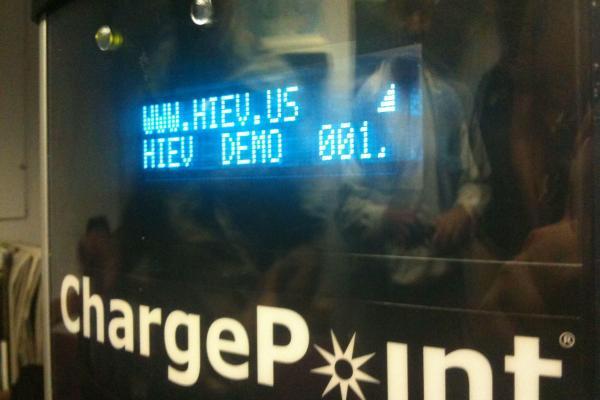 WWW.HIEV.US
HIEV DEMO 001.
ChargePoint®